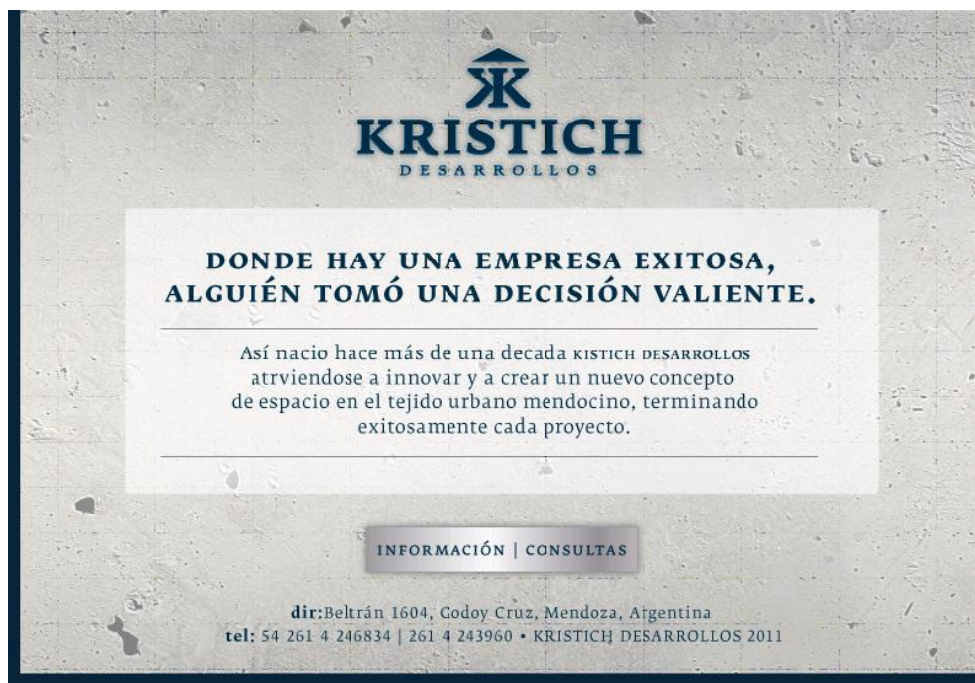 KRISTICH
DESARROLLOS
DONDE HAY UNA EMPRESA EXITOSA,
ALGUIÉN TOMÓ UNA DECISIÓN VALIENTE.
Así nacio hace más de una decada KISTICH DESARROLLOS
atrviendose a innovar y a crear un nuevo concepto
de espacio en el tejido urbano mendocino, terminando
exitosamente cada proyecto.
INFORMACIÓN | CONSULTAS
dir:Beltrán 1604, Godoy Cruz, Mendoza, Argentina
tel: 54 261 4 246834 | 261 4 243960 • KRISTICH DESARROLLOS 2011